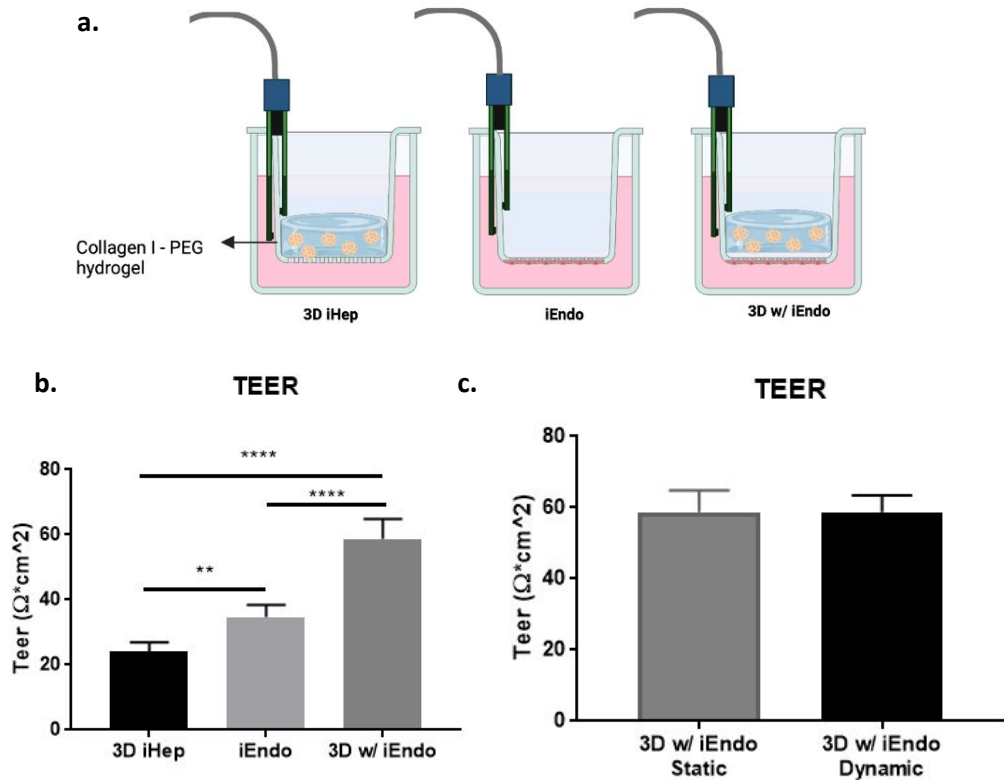 a.
Collagen I - PEG
hydrogel
3D iHep
iEndo
3D w/ iEndo
b.
TEER
Teer (Ω*cm^2)
80
60
40
20
0
****
****
**
3D iHep
iEndo
3D w/ iEndo
c.
TEER
Teer (Ω*cm^2)
80
60
40
20
0
3D w/ iEndo
Static
3D w/ iEndo
Dynamic